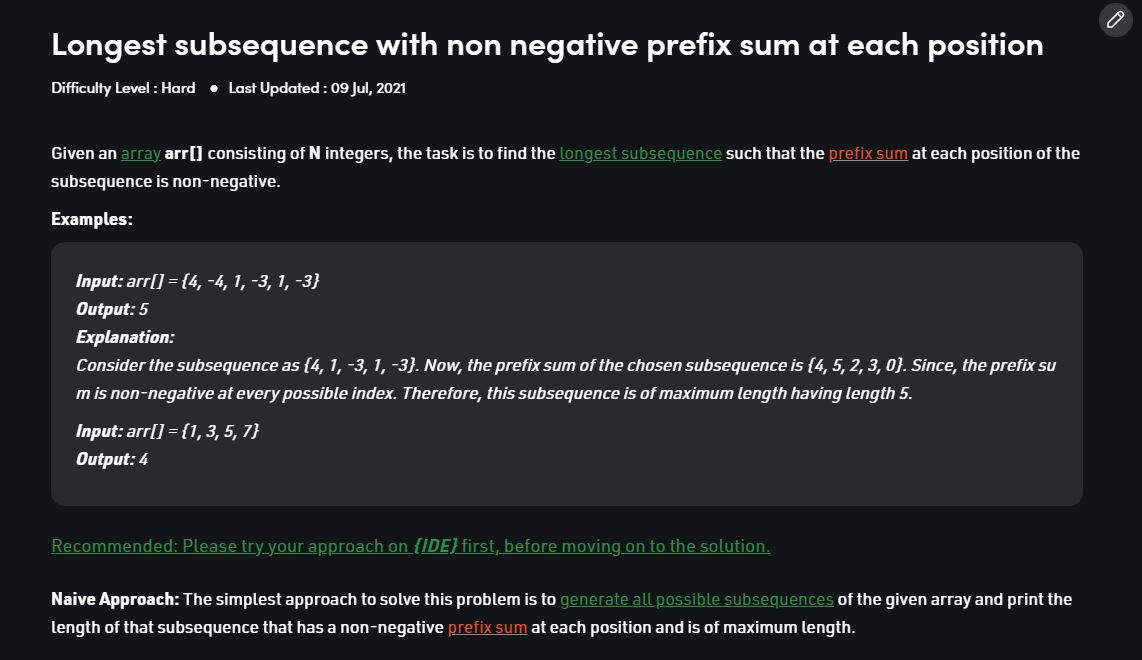 Longest subsequence with non negative prefix sum at each position
Difficulty Level : Hard ● Last Updated : 09 Jul, 2021
Given an array arr[] consisting of N integers, the task is to find the longest subsequence such that the prefix sum at each position of the
subsequence is non-negative.
Examples:
Input: arr[] = {4, -4, 1, -3, 1, -3}
Output: 5
Explanation:
Consider the subsequence as {4, 1, -3, 1, -3}. Now, the prefix sum of the chosen subsequence is {4, 5, 2, 3, 0}. Since, the prefix su
m is non-negative at every possible index. Therefore, this subsequence is of maximum length having length 5.
Input: arr[] = {1, 3, 5, 7}
Output: 4
Recommended: Please try your approach on {IDE} first, before moving on to the solution.
Naive Approach: The simplest approach to solve this problem is to generate all possible subsequences of the given array and print the
length of that subsequence that has a non-negative prefix sum at each position and is of maximum length.